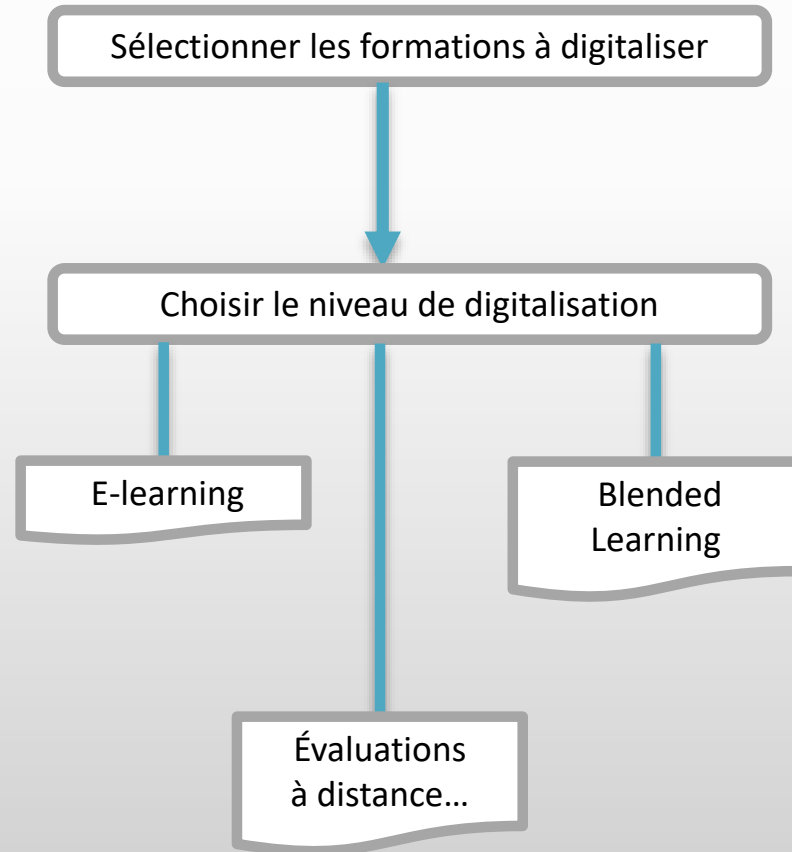 Sélectionner les formations à digitaliser
Choisir le niveau de digitalisation
E-learning
Blended
Learning
Évaluations
à distance…